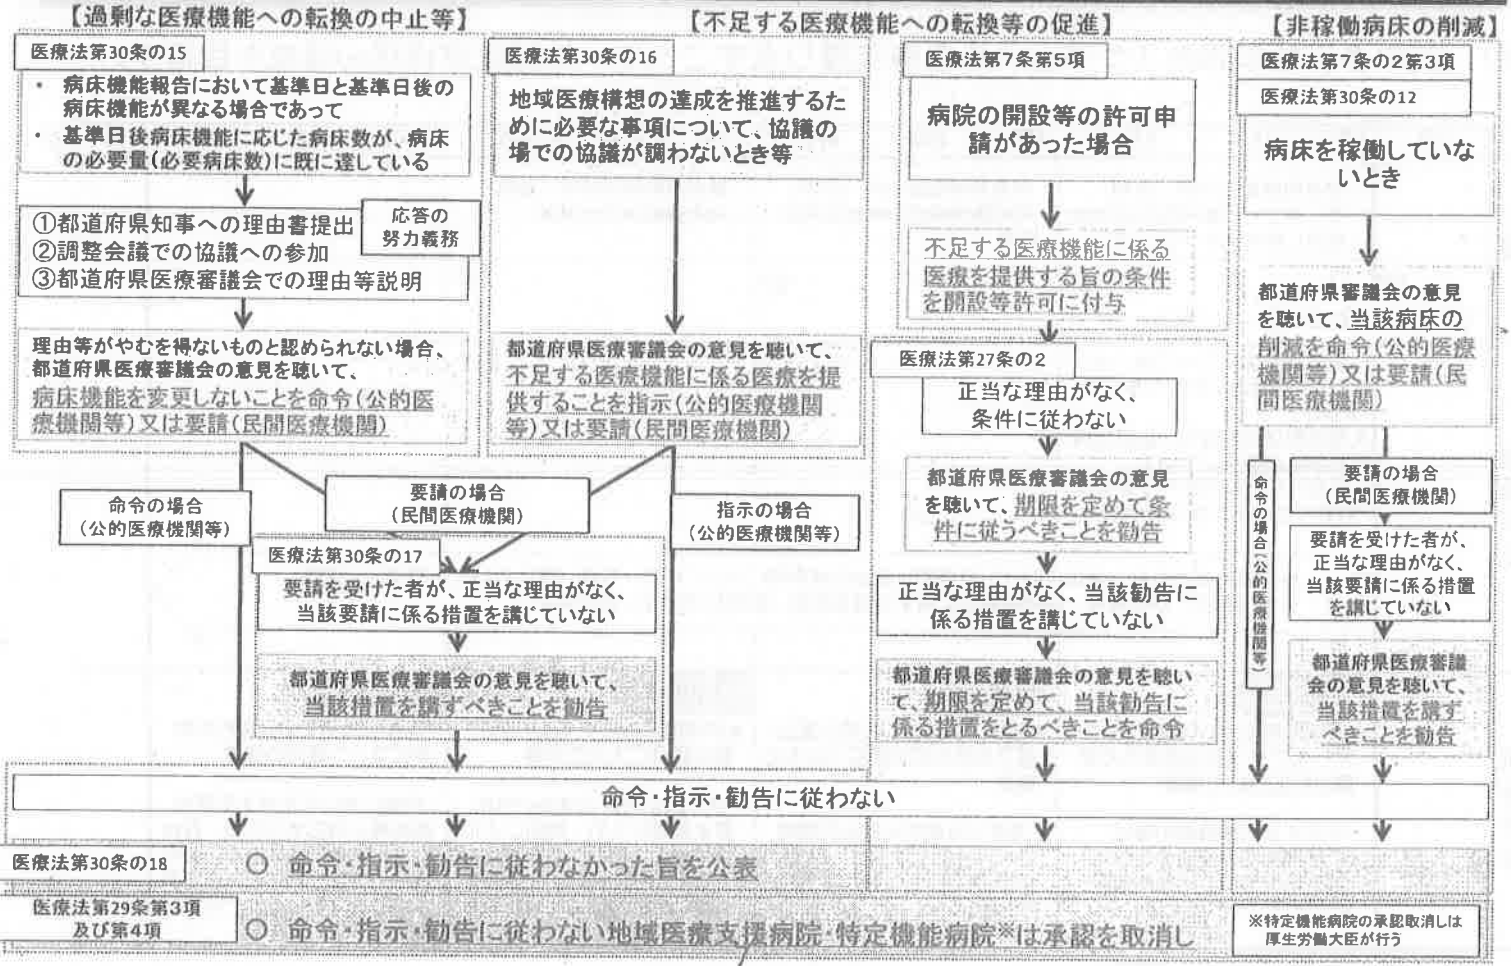 【過剰な医療機能への転換の中止等】
【不足する医療機能への転換等の促進】
【非稼働病床の削減】
医療法第30条の15
・ 病床機能報告において基準日と基準日後の
病床機能が異なる場合であって
・ 基準日後病床機能に応じた病床数が、病床
の必要量(必要病床数)に既に達している
①都道府県知事への理由書提出
②調整会議での協議への参加
③都道府県医療審議会での理由等説明
応答の
努力義務
理由等がやむを得ないものと認められない場合、
都道府県医療審議会の意見を聴いて、
病床機能を変更しないことを命令(公的医
療機関等)又は要請(民間医療機関)
医療法第30条の16
地域医療構想の達成を推進するた
めに必要な事項について、協議の
場での協議が調わないとき等
都道府県医療審議会の意見を聴いて、
不足する医療機能に係る医療を提
供することを指示(公的医療機関
等)又は要請(民間医療機関)
命令の場合
(公的医療機関等)
要請の場合
(民間医療機関)
指示の場合
(公的医療機関等)
医療法第30条の17
要請を受けた者が、正当な理由がなく、
当該要請に係る措置を講じていない
都道府県医療審議会の意見を聴いて、
当該措置を講ずべきことを勧告
医療法第7条第5項
病院の開設等の許可申
請があった場合
不足する医療機能に係る
医療を提供する旨の条件
を開設等許可に付与
医療法第27条の2
正当な理由がなく、
条件に従わない
都道府県医療審議会の意見
を聴いて、期限を定めて条
件に従うべきことを勧告
正当な理由がなく、当該勧告に
係る措置を講じていない
都道府県医療審議会の意見を聴い
て、期限を定めて、当該勧告に
係る措置をとるべきことを命令
医療法第7条の2第3項
医療法第30条の12
病床を稼働していな
いとき
都道府県審議会の意見
を聴いて、当該病床の
削減を命令(公的医療
機関等)又は要請(民
間医療機関)
命令の場合(公的医療機関等)
要請の場合
(民間医療機関)
要請を受けた者が、
正当な理由がなく、
当該要請に係る措置
を講じていない
都道府県医療審議
会の意見を聴いて、
当該措置を講ず
べきことを勧告
命令・指示・勧告に従わない
医療法第30条の18
○ 命令・指示・勧告に従わなかった旨を公表
医療法第29条第3項
及び第4項
○ 命令・指示・勧告に従わない地域医療支援病院・特定機能病院※は承認を取消し
※特定機能病院の承認取消しは
厚生労働大臣が行う